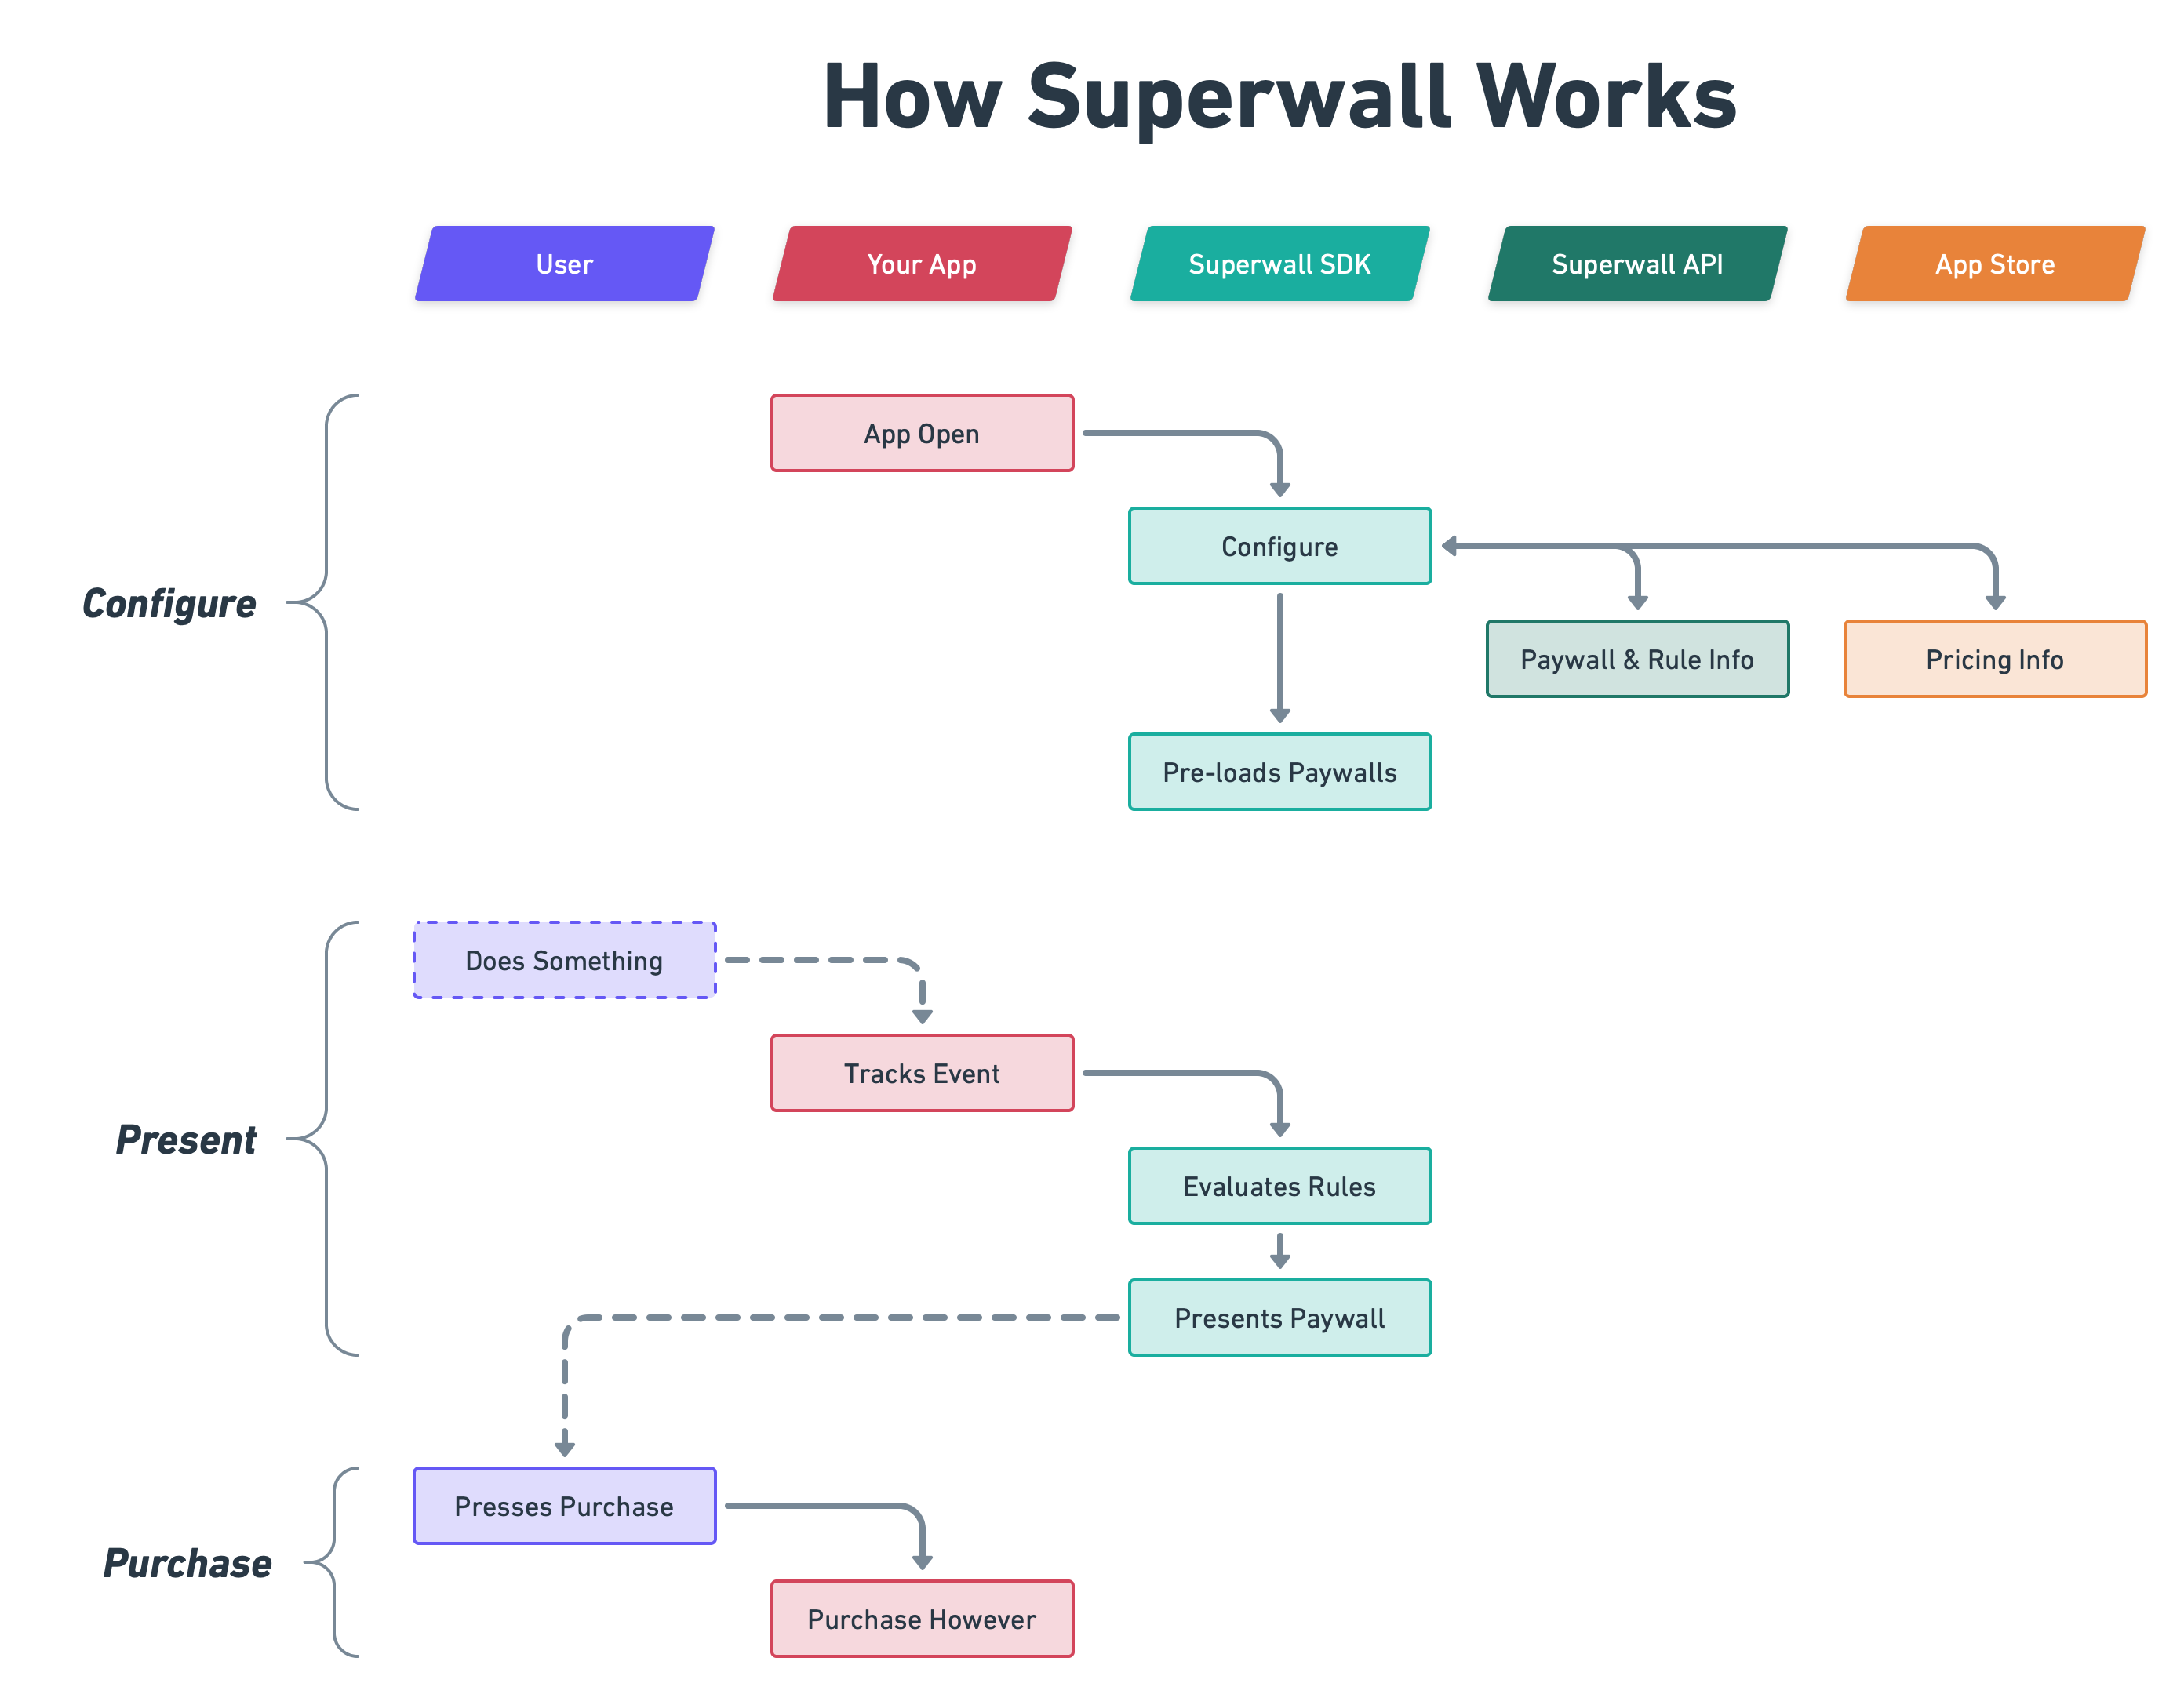 How Superwall Works
User
Your App
Superwall SDK
Superwall API
App Store
App Open
Configure
Configure
Paywall & Rule Info
Pricing Info
Pre-loads Paywalls
Does Something
Tracks Event
Present
Evaluates Rules
Presents Paywall
Presses Purchase
Purchase
Purchase However